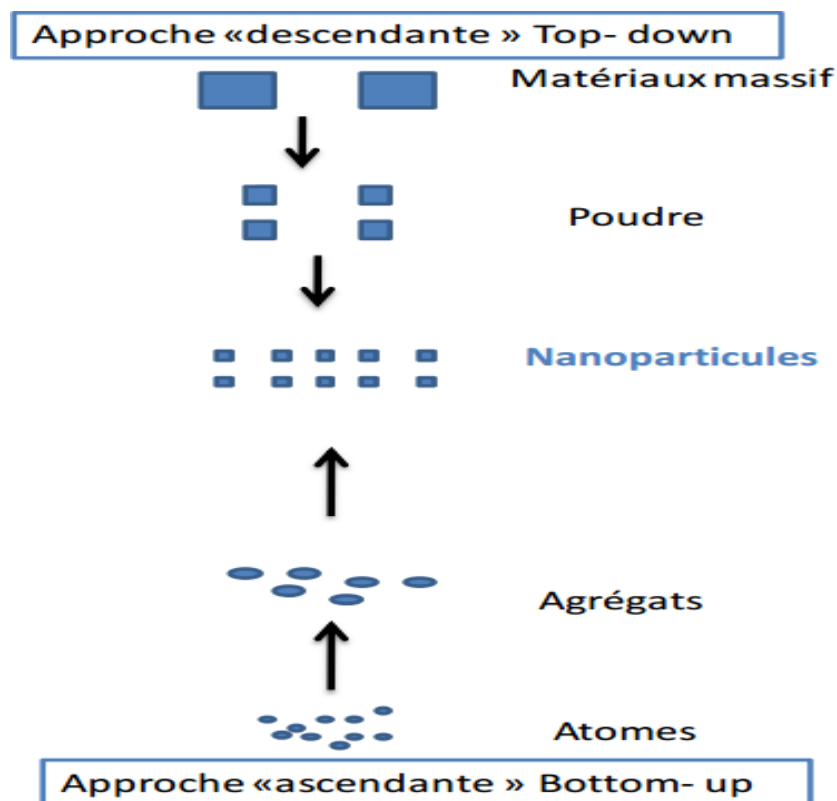 Approche «descendante » Top- down
Matériaux massif
Poudre
Nanoparticules
Agrégats
Atomes
Approche «ascendante » Bottom- up